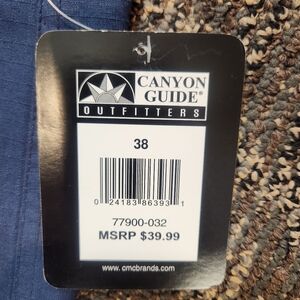 CANYON
GUIDE®
OUTFITTERS
38
0 24183 86393 1
77900-032
MSRP $39.99
www.cmcbrands.com